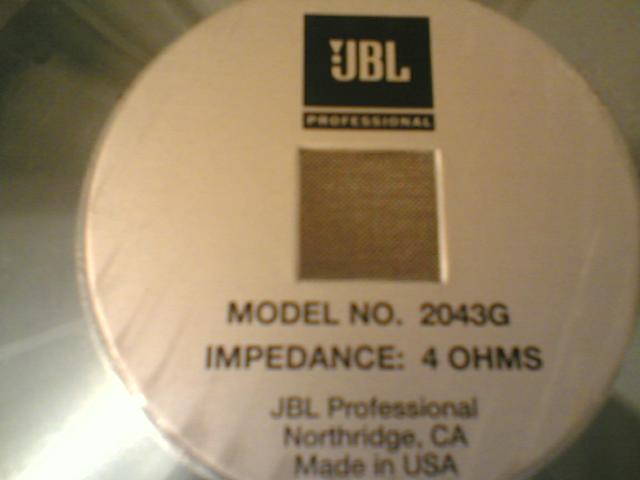 JBL
PROFESSIONAL
MODEL NO. 2043G
IMPEDANCE: 4 OHMS
JBL Professional
Northridge, CA
Made in USA